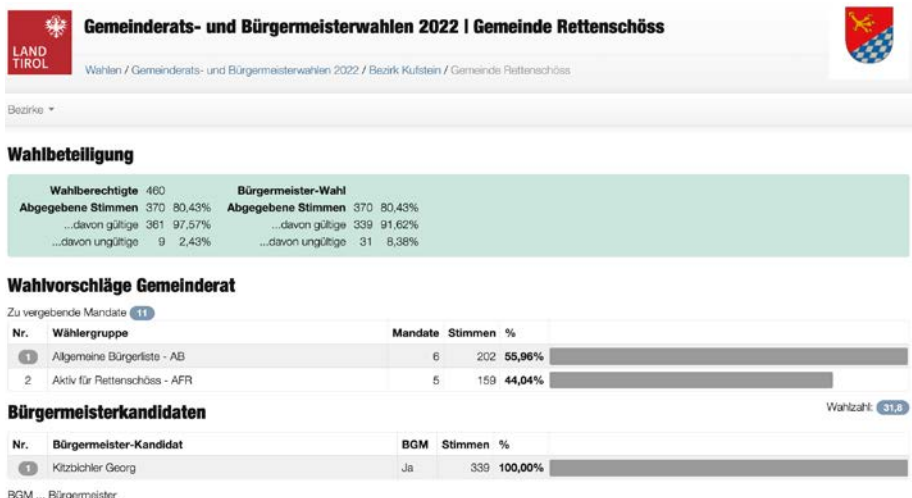 LAND
TIROL
Gemeinderats- und Bürgermeisterwahlen 2022 | Gemeinde Rettenschöss
Wahlen / Gemeinderats- und Bürgermeisterwahlen 2022 / Bezirk Kufstein / Gemeinde Rettenschöss
Bezirke
Wahlbeteiligung
Wahlberechtigte 460 Bürgermeister-Wahl
Abgegebene Stimmen 370 80,43% Abgegebene Stimmen 370 80,43%
...davon gültige 361 97,57% ...davon gültige 339 91,62%
...davon ungültige 9 2,43% ...davon ungültige 31 8,38%
Wahlvorschläge Gemeinderat
Zu vergebende Mandate 11
Nr. Wählergruppe Mandate Stimmen %
1 Allgemeine Bürgerliste - AB 6 202 55,96%
2 Aktiv für Rettenschöss - AFR 5 159 44,04%
Wahlzahl: 31,8
Bürgermeisterkandidaten
Nr. Bürgermeister-Kandidat BGM Stimmen %
1 Kitzbichler Georg Ja 339 100,00%
BGM ... Bürgermeister